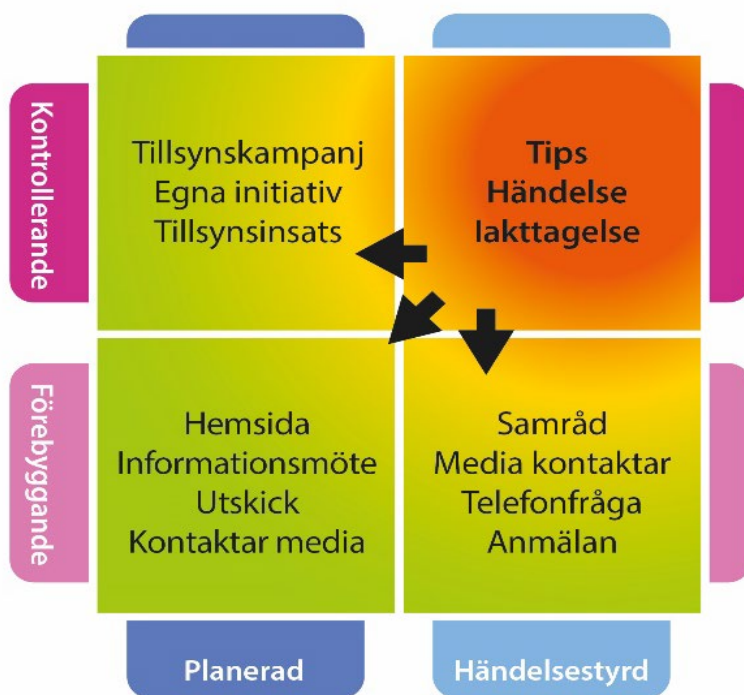 Kontrollerande
Tillsynskampanj
Egna initiativ
Tillsynsinsats
Tips
Händelse
Iakttagelse
Förebyggande
Hemsida
Informationsmöte
Utskick
Kontaktar media
Samråd
Media kontaktar
Telefonfråga
Anmälan
Planerad
Händelsestyrd